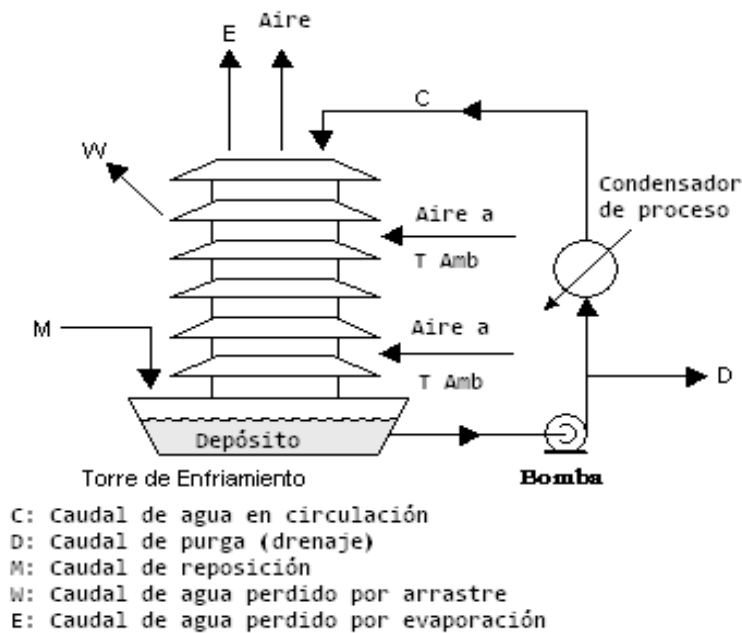 E
Aire
C
W
Condensador
de proceso
Aire a
T Amb
M
Aire a
T Amb
D
Depósito
Torre de Enfriamiento
Bomba
C: Caudal de agua en circulación
D: Caudal de purga (drenaje)
M: Caudal de reposición
W: Caudal de agua perdido por arrastre
E: Caudal de agua perdido por evaporación